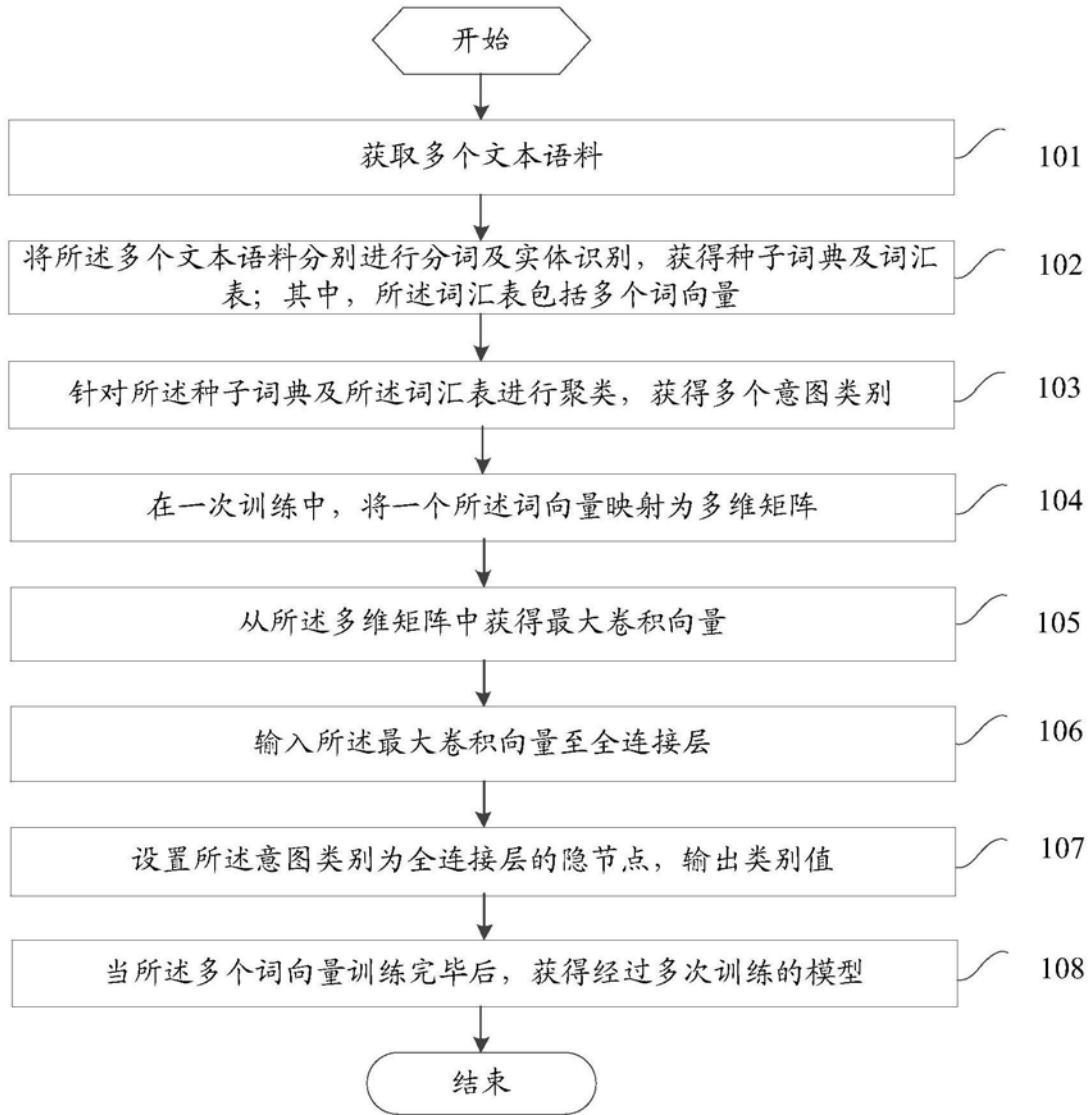 开始
获取多个文本语料
101
将所述多个文本语料分别进行分词及实体识别，获得种子词典及词汇
表；其中，所述词汇表包括多个词向量
102
针对所述种子词典及所述词汇表进行聚类，获得多个意图类别
103
在一次训练中，将一个所述词向量映射为多维矩阵
104
从所述多维矩阵中获得最大卷积向量
105
输入所述最大卷积向量至全连接层
106
设置所述意图类别为全连接层的隐节点，输出类别值
107
当所述多个词向量训练完毕后，获得经过多次训练的模型
108
结束